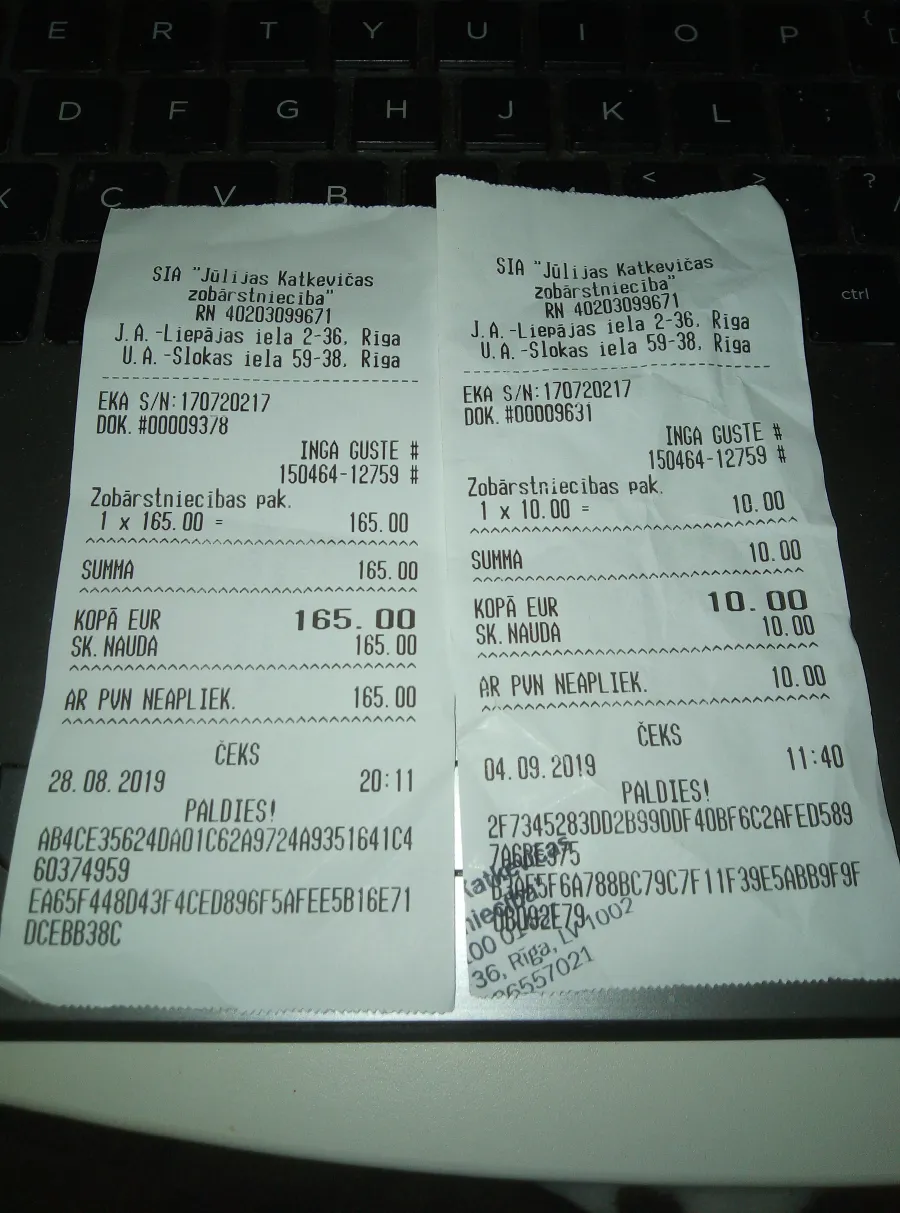 E R T Y U I O P {
[
D F G H J K L : ;
X C V B M < > ?
/
ctrl
SIA "Jūlijas Katkevičas
zobārstniecība"
RN 40203099671
J.A.-Liepājas iela 2-36, Rīga
U.A.-Slokas iela 59-38, Rīga
EKA S/N:170720217
DOK. #00009378
INGA GUSTE #
150464-12759 #
Zobārstniecības pak.
1 x 165.00 = 165.00
SUMMA 165.00
KOPĀ EUR 165.00
SK. NAUDA 165.00
AR PVN NEAPLIEK. 165.00
ČEKS
28.08.2019 20:11
PALDIES!
AB4CE35624DA01C62A9724A9351641C4
60374959
EA65F448D43F4CED896F5AFEE5B16E71
DCEBB38C
SIA "Jūlijas Katkevičas
zobārstniecība"
RN 40203099671
J.A.-Liepājas iela 2-36, Rīga
U.A.-Slokas iela 59-38, Rīga
EKA S/N:170720217
DOK. #00009631
INGA GUSTE #
150464-12759 #
Zobārstniecības pak.
1 x 10.00 = 10.00
SUMMA 10.00
KOPĀ EUR 10.00
SK. NAUDA 10.00
AR PVN NEAPLIEK. 10.00
ČEKS
04.09.2019 11:40
PALDIES!
2F7345283DD2B99DDF40BF6C2AFED589
7A6BE375
B3A65F6A788BC79C7F11F39E5ABB9F9F
0BD92E79
36, Rīga, LV 1002
26557021